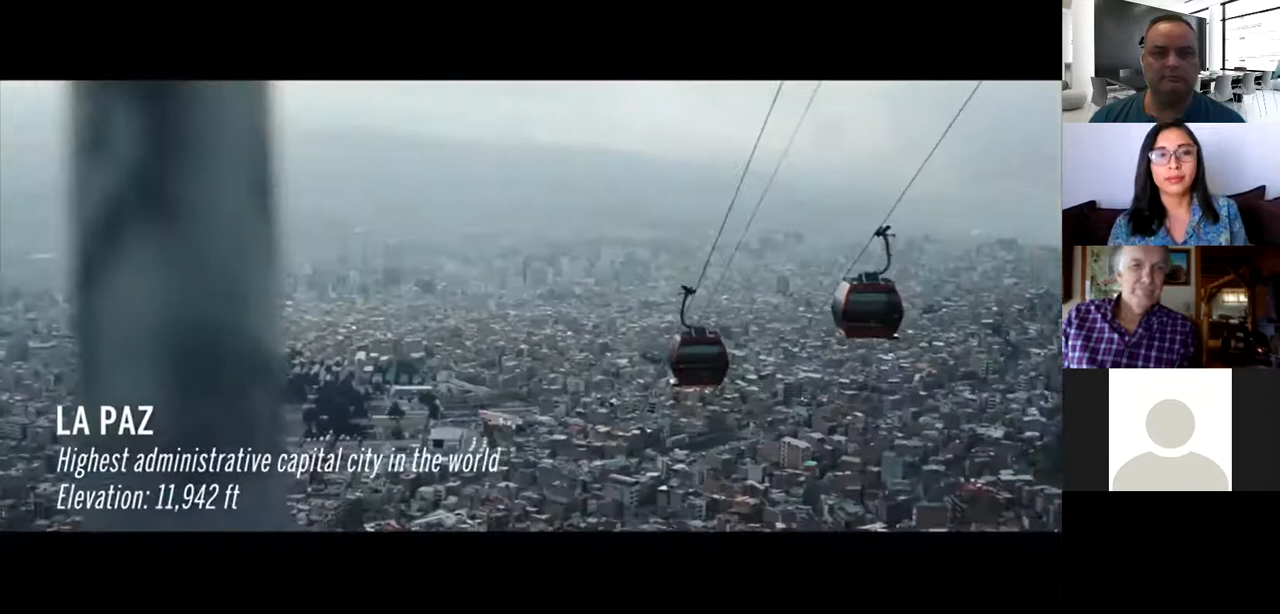 LA PAZ
Highest administrative capital city in the world
Elevation: 11,942 ft